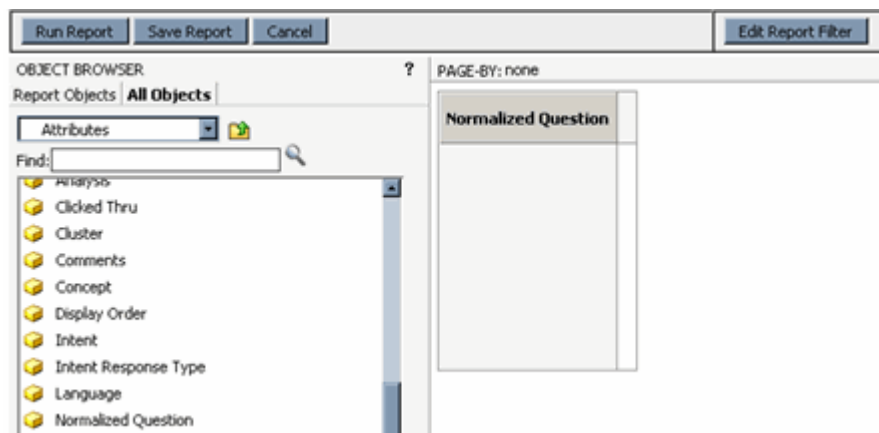 Run Report Save Report Cancel Edit Report Filter
OBJECT BROWSER ?
Report Objects All Objects
Attributes
Find:
Analysis
Clicked Thru
Cluster
Comments
Concept
Display Order
Intent
Intent Response Type
Language
Normalized Question
PAGE-BY: none
Normalized Question